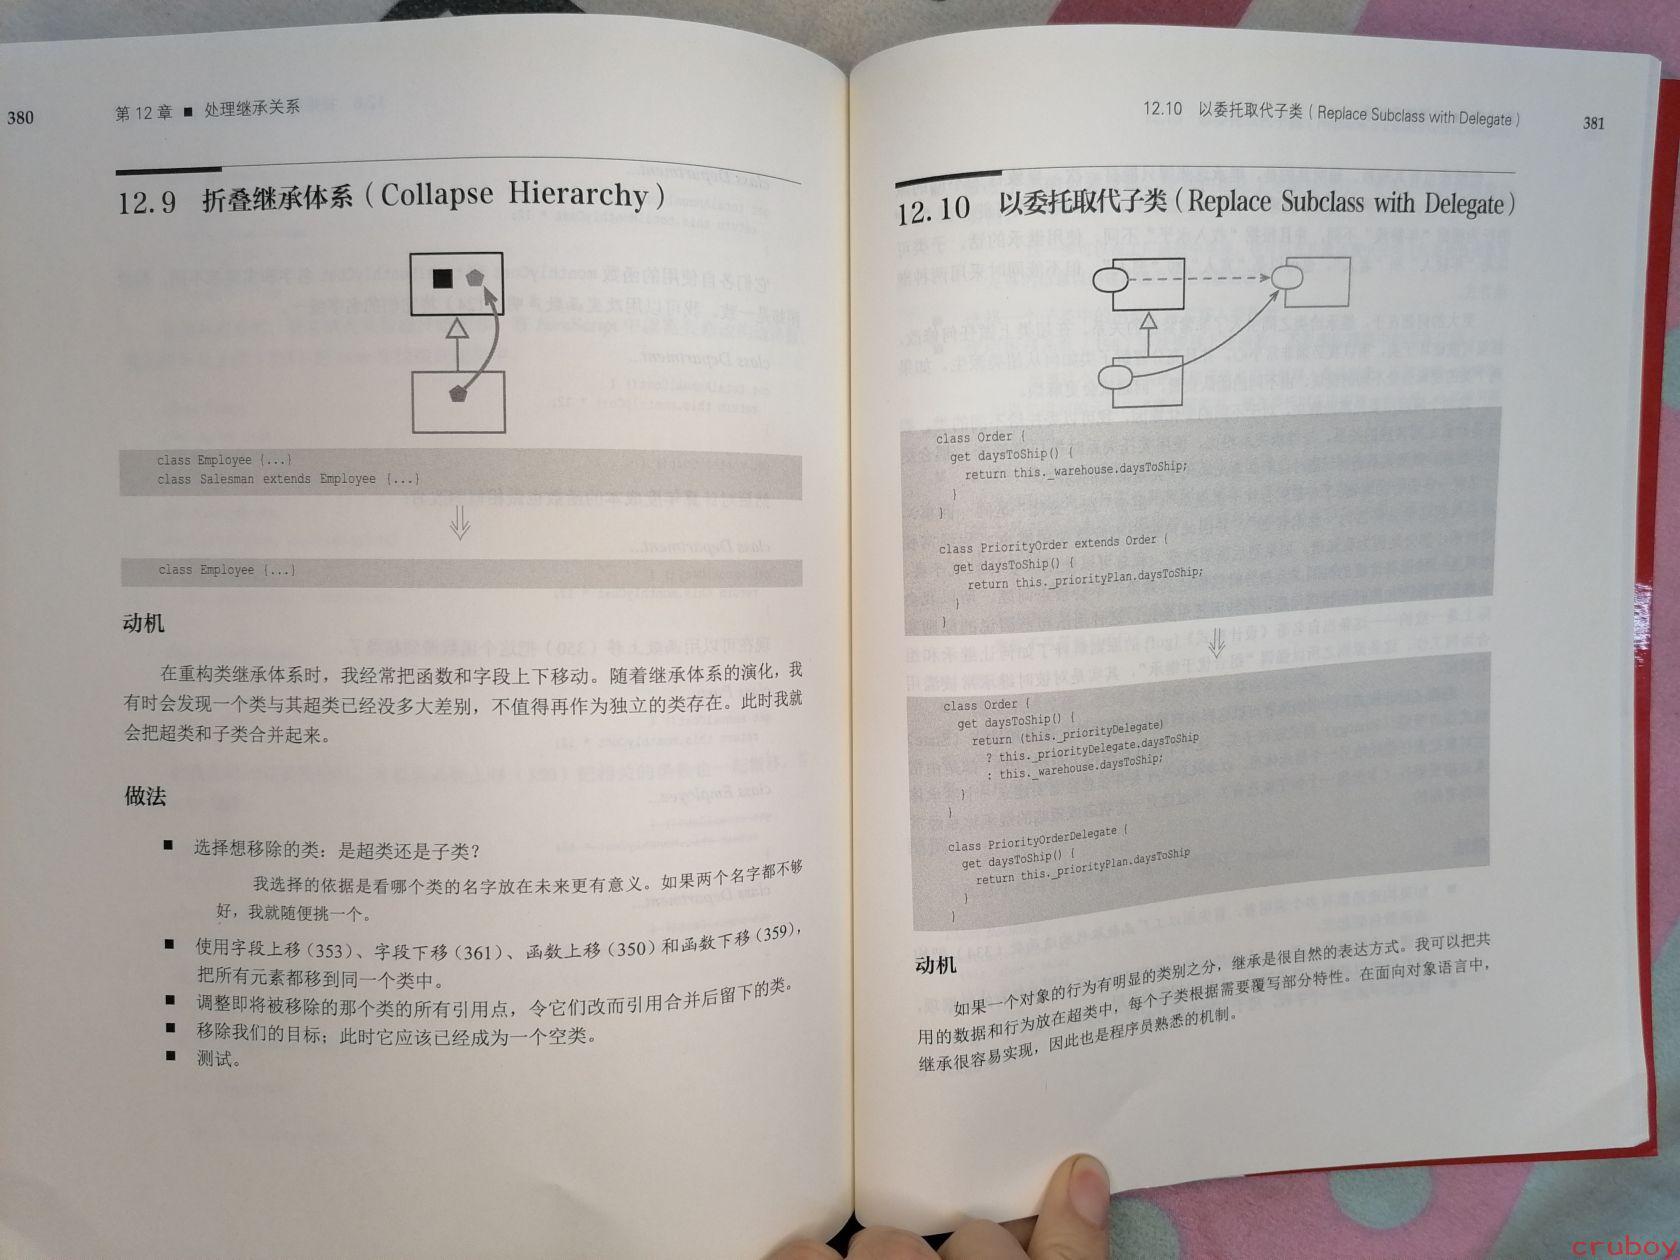 380
第 12 章 ■ 处理继承关系
12.9 折叠继承体系（Collapse Hierarchy）
class Employee {...}
class Salesman extends Employee {...}
class Employee {...}
动机
在重构类继承体系时，我经常把函数和字段上下移动。随着继承体系的演化，我
有时会发现一个类与其超类已经没多大差别，不值得再作为独立的类存在。此时我就
会把超类和子类合并起来。
做法
■ 选择想移除的类：是超类还是子类？
我选择的依据是看哪个类的名字放在未来更有意义。如果两个名字都不够
好，我就随便挑一个。
■ 使用字段上移（353）、字段下移（361）、函数上移（350）和函数下移（359），
把所有元素都移到同一个类中。
■ 调整即将被移除的那个类的所有引用点，令它们改而引用合并后留下的类。
■ 移除我们的目标；此时它应该已经成为一个空类。
■ 测试。
12.10 以委托取代子类（Replace Subclass with Delegate）
381
12.10 以委托取代子类（Replace Subclass with Delegate）
class Order {
get daysToShip() {
return this._warehouse.daysToShip;
}
}
class PriorityOrder extends Order {
get daysToShip() {
return this._priorityPlan.daysToShip;
}
}
class Order {
get daysToShip() {
return (this._priorityDelegate)
? this._priorityDelegate.daysToShip
: this._warehouse.daysToShip;
}
}
class PriorityOrderDelegate {
get daysToShip() {
return this._priorityPlan.daysToShip
}
}
动机
如果一个对象的行为有明显的类别之分，继承是很自然的表达方式。我可以把共
用的数据和行为放在超类中，每个子类根据需要覆写部分特性。在面向对象语言中，
继承很容易实现，因此也是程序员熟悉的机制。
cruboy